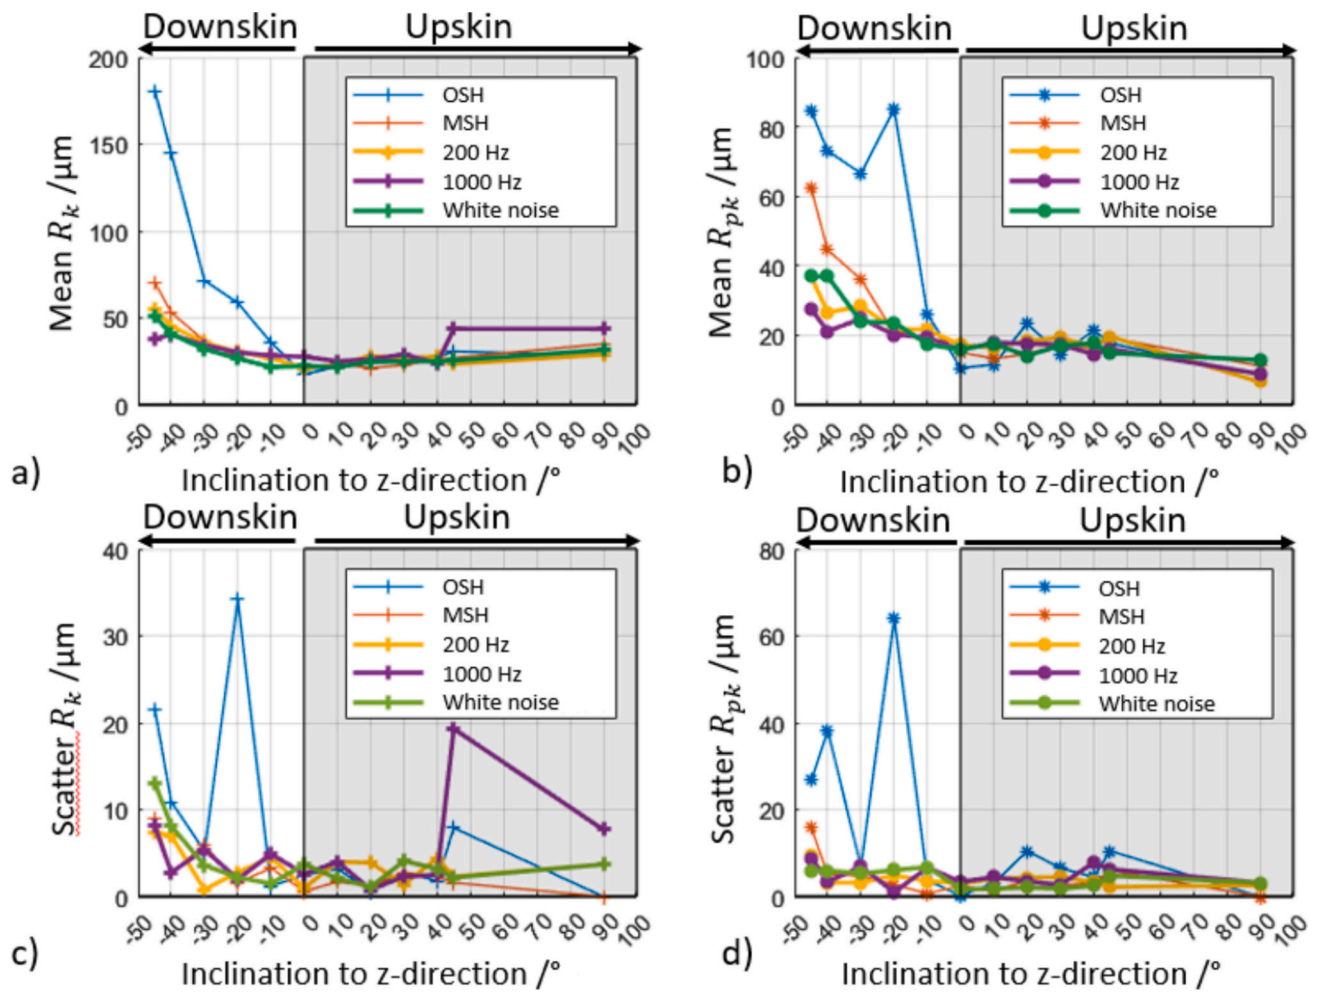 Downskin Upskin
200
150
100
50
0
Mean Rk /µm
OSH
MSH
200 Hz
1000 Hz
White noise
-50 -40 -30 -20 -10 0 10 20 30 40 50 60 70 80 90 100
a)
Inclination to z-direction /°
Downskin Upskin
100
80
60
40
20
0
Mean Rpk /µm
OSH
MSH
200 Hz
1000 Hz
White noise
-50 -40 -30 -20 -10 0 10 20 30 40 50 60 70 80 90 100
b)
Inclination to z-direction /°
Downskin Upskin
40
30
20
10
0
Scatter Rk /µm
OSH
MSH
200 Hz
1000 Hz
White noise
-50 -40 -30 -20 -10 0 10 20 30 40 50 60 70 80 90 100
c)
Inclination to z-direction /°
Downskin Upskin
80
60
40
20
0
Scatter Rpk /µm
OSH
MSH
200 Hz
1000 Hz
White noise
-50 -40 -30 -20 -10 0 10 20 30 40 50 60 70 80 90 100
d)
Inclination to z-direction /°